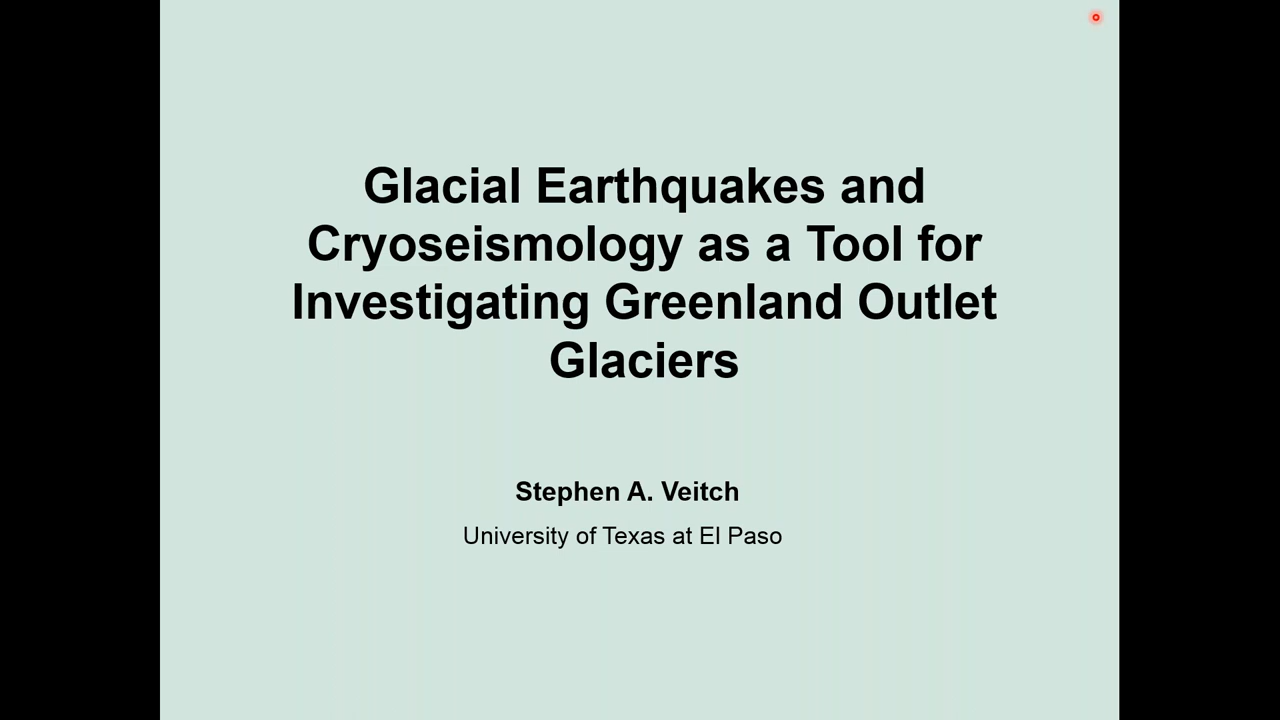 Glacial Earthquakes and
Cryoseismology as a Tool for
Investigating Greenland Outlet
Glaciers
Stephen A. Veitch
University of Texas at El Paso